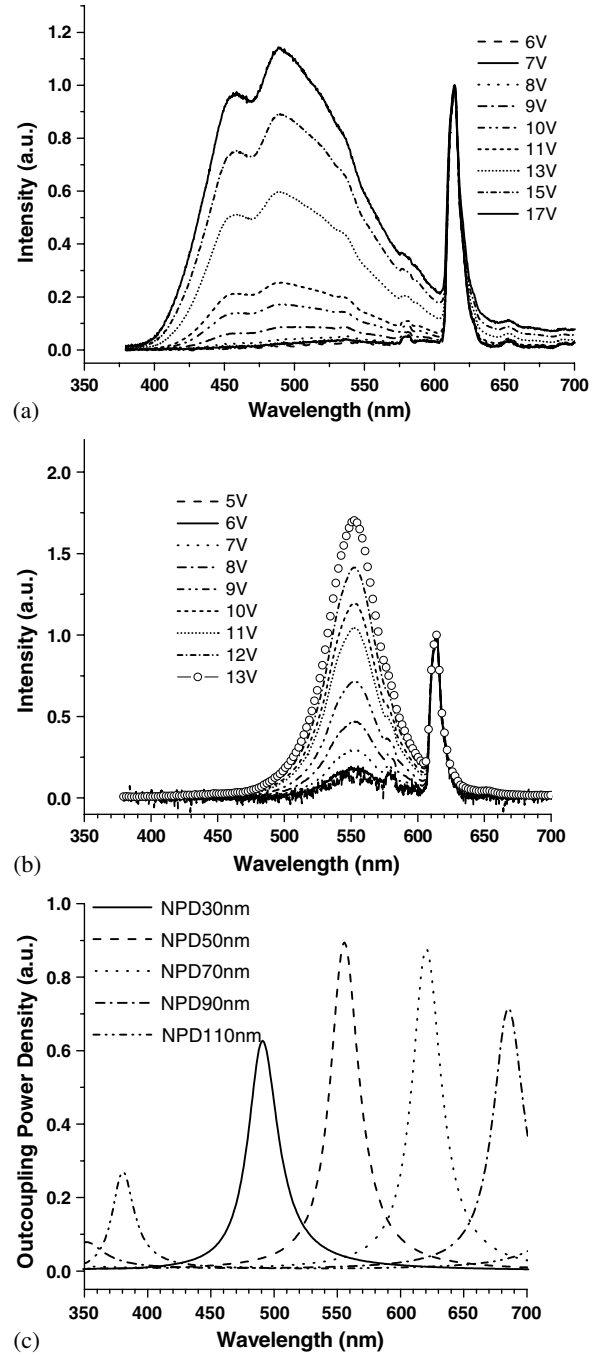 1.2
1.0
0.8
0.6
0.4
0.2
0.0
Intensity (a.u.)
6V
7V
8V
9V
10V
11V
13V
15V
17V
350 400 450 500 550 600 650 700
Wavelength (nm)
(a)
2.0
1.5
1.0
0.5
0.0
Intensity (a.u.)
5V
6V
7V
8V
9V
10V
11V
12V
13V
350 400 450 500 550 600 650 700
Wavelength (nm)
(b)
1.0
0.8
0.6
0.4
0.2
0.0
Outcoupling Power Density (a.u.)
NPD30nm
NPD50nm
NPD70nm
NPD90nm
NPD110nm
350 400 450 500 550 600 650 700
Wavelength (nm)
(c)